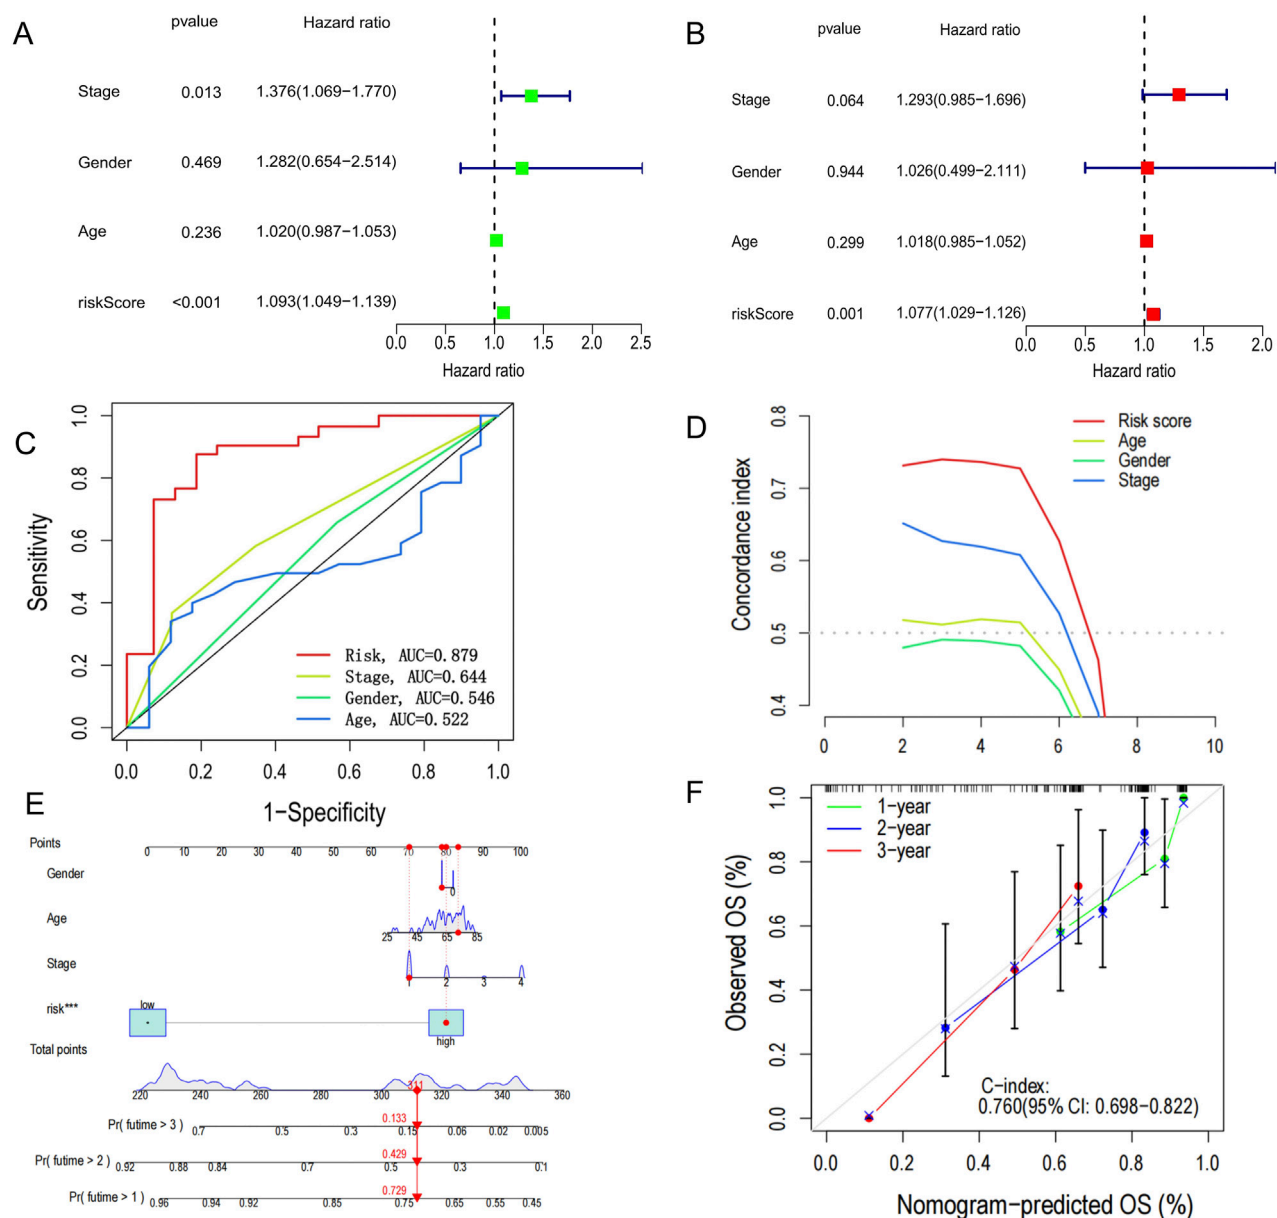 A
pvalue Hazard ratio
Stage 0.013 1.376(1.069−1.770)
Gender 0.469 1.282(0.654−2.514)
Age 0.236 1.020(0.987−1.053)
riskScore <0.001 1.093(1.049−1.139)
0.0 0.5 1.0 1.5 2.0 2.5
Hazard ratio
B
pvalue Hazard ratio
Stage 0.064 1.293(0.985−1.696)
Gender 0.944 1.026(0.499−2.111)
Age 0.299 1.018(0.985−1.052)
riskScore 0.001 1.077(1.029−1.126)
0.0 0.5 1.0 1.5 2.0
Hazard ratio
C
Sensitivity
1.0
0.8
0.6
0.4
0.2
0.0
Risk, AUC=0.879
Stage, AUC=0.644
Gender, AUC=0.546
Age, AUC=0.522
0.0 0.2 0.4 0.6 0.8 1.0
1−Specificity
D
Concordance index
0.8
0.7
0.6
0.5
0.4
Risk score
Age
Gender
Stage
0 2 4 6 8 10
E
Points
0 10 20 30 40 50 60 70 80 90 100
Gender
0
Age
25 45 65 85
Stage
1 2 3 4
risk***
low
high
Total points
311
220 240 260 280 300 320 340 360
Pr( futime > 3 )
0.133
0.7 0.5 0.3 0.15 0.06 0.02 0.005
Pr( futime > 2 )
0.429
0.92 0.88 0.84 0.7 0.5 0.3 0.1
Pr( futime > 1 )
0.729
0.96 0.94 0.92 0.85 0.75 0.65 0.55 0.45
F
Observed OS (%)
1.0
0.8
0.6
0.4
0.2
0.0
1−year
2−year
3−year
C−index:
0.760(95% CI: 0.698−0.822)
0.0 0.2 0.4 0.6 0.8 1.0
Nomogram−predicted OS (%)